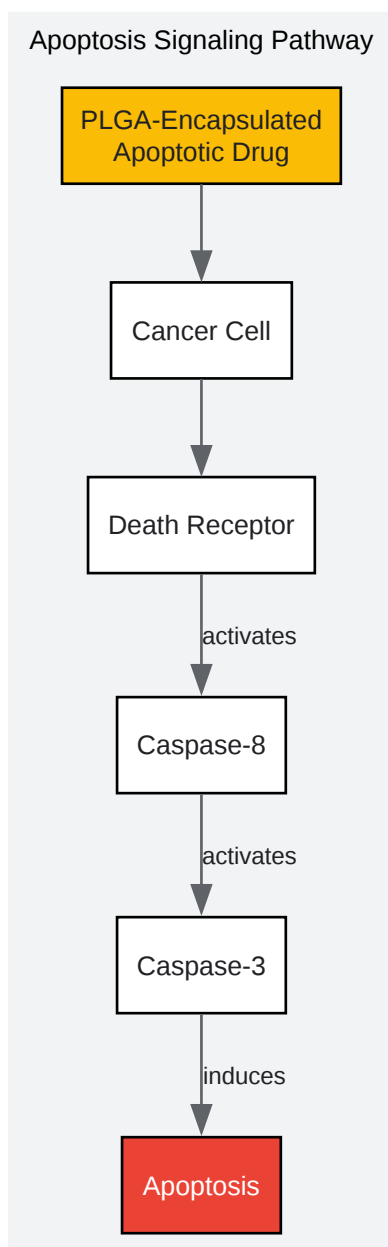 Apoptosis Signaling Pathway
PLGA-Encapsulated
Apoptotic Drug
Cancer Cell
Death Receptor
activates
Caspase-8
activates
Caspase-3
induces
Apoptosis